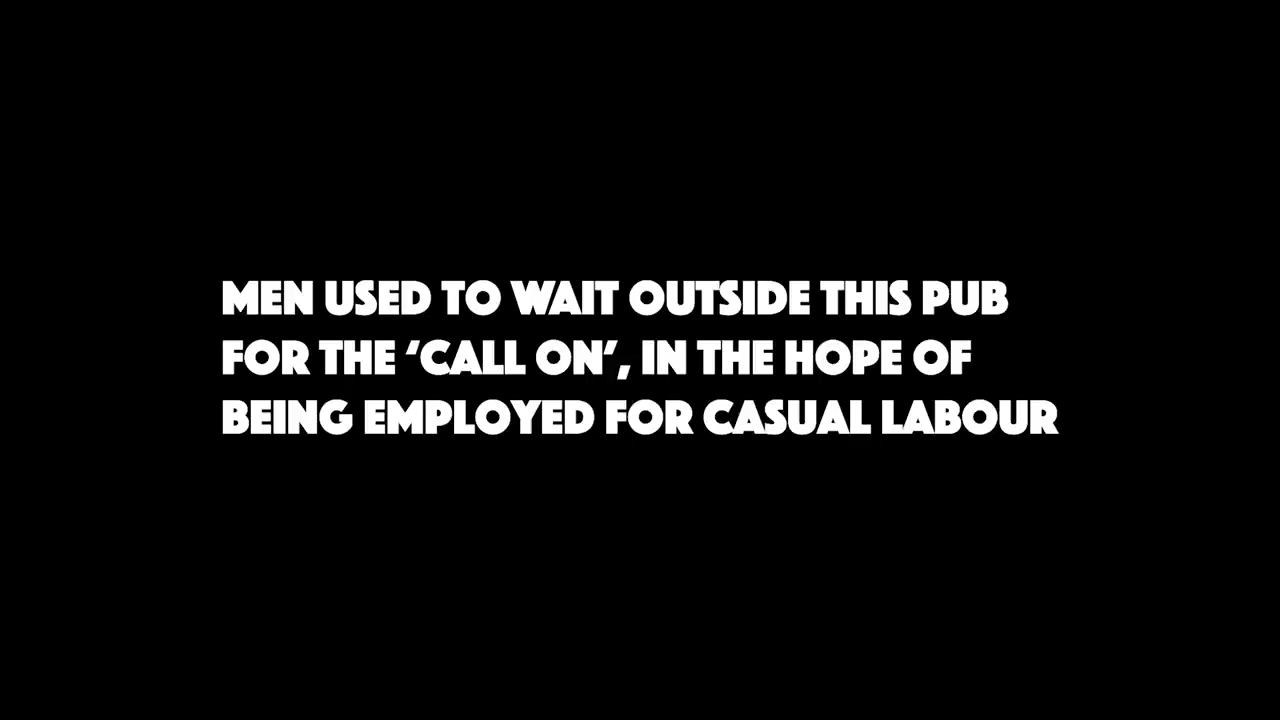 MEN USED TO WAIT OUTSIDE THIS PUB
FOR THE ‘CALL ON’, IN THE HOPE OF
BEING EMPLOYED FOR CASUAL LABOUR